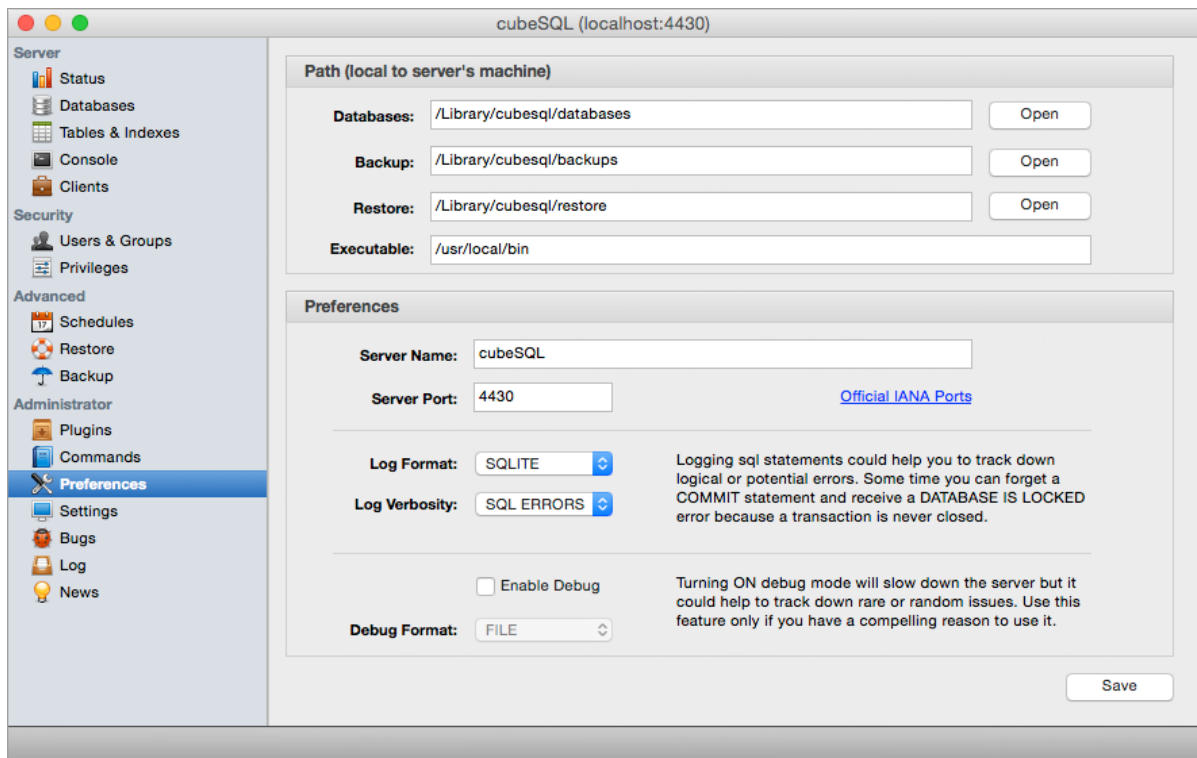 cubeSQL (localhost:4430)
Server
Status
Databases
Tables & Indexes
Console
Clients
Security
Users & Groups
Privileges
Advanced
17
Schedules
Restore
Backup
Administrator
Plugins
Commands
Preferences
Settings
Bugs
Log
News
Path (local to server's machine)
Databases: /Library/cubesql/databases Open
Backup: /Library/cubesql/backups Open
Restore: /Library/cubesql/restore Open
Executable: /usr/local/bin
Preferences
Server Name: cubeSQL
Server Port: 4430 Official IANA Ports
Log Format: SQLITE
Log Verbosity: SQL ERRORS
Logging sql statements could help you to track down
logical or potential errors. Some time you can forget a
COMMIT statement and receive a DATABASE IS LOCKED
error because a transaction is never closed.
Enable Debug
Debug Format: FILE
Turning ON debug mode will slow down the server but it
could help to track down rare or random issues. Use this
feature only if you have a compelling reason to use it.
Save